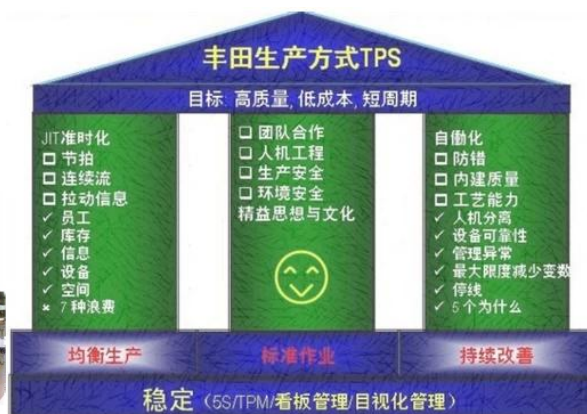 丰田生产方式TPS
目标: 高质量, 低成本, 短周期
JIT准时化
节拍
连续流
拉动信息
员工
库存
信息
设备
空间
7种浪费
团队合作
人机工程
生产安全
环境安全
精益思想与文化
自働化
防错
内建质量
工艺能力
人机分离
设备可靠性
管理异常
最大限度减少变数
停线
5个为什么
均衡生产
标准作业
持续改善
稳定（5S/TPM/看板管理/目视化管理）